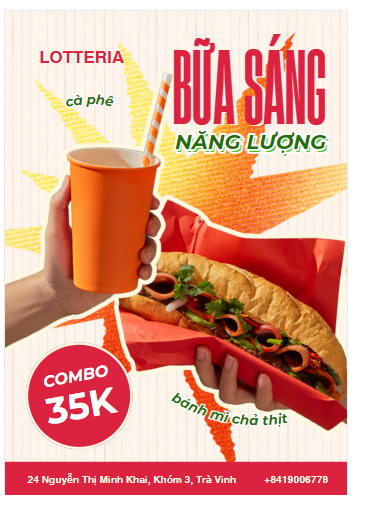 LOTTERIA
BỮA SÁNG
NĂNG LƯỢNG
cà phê
COMBO
35K
bánh mì chả thịt
24 Nguyễn Thị Minh Khai, Khóm 3, Trà Vinh
+8419006778